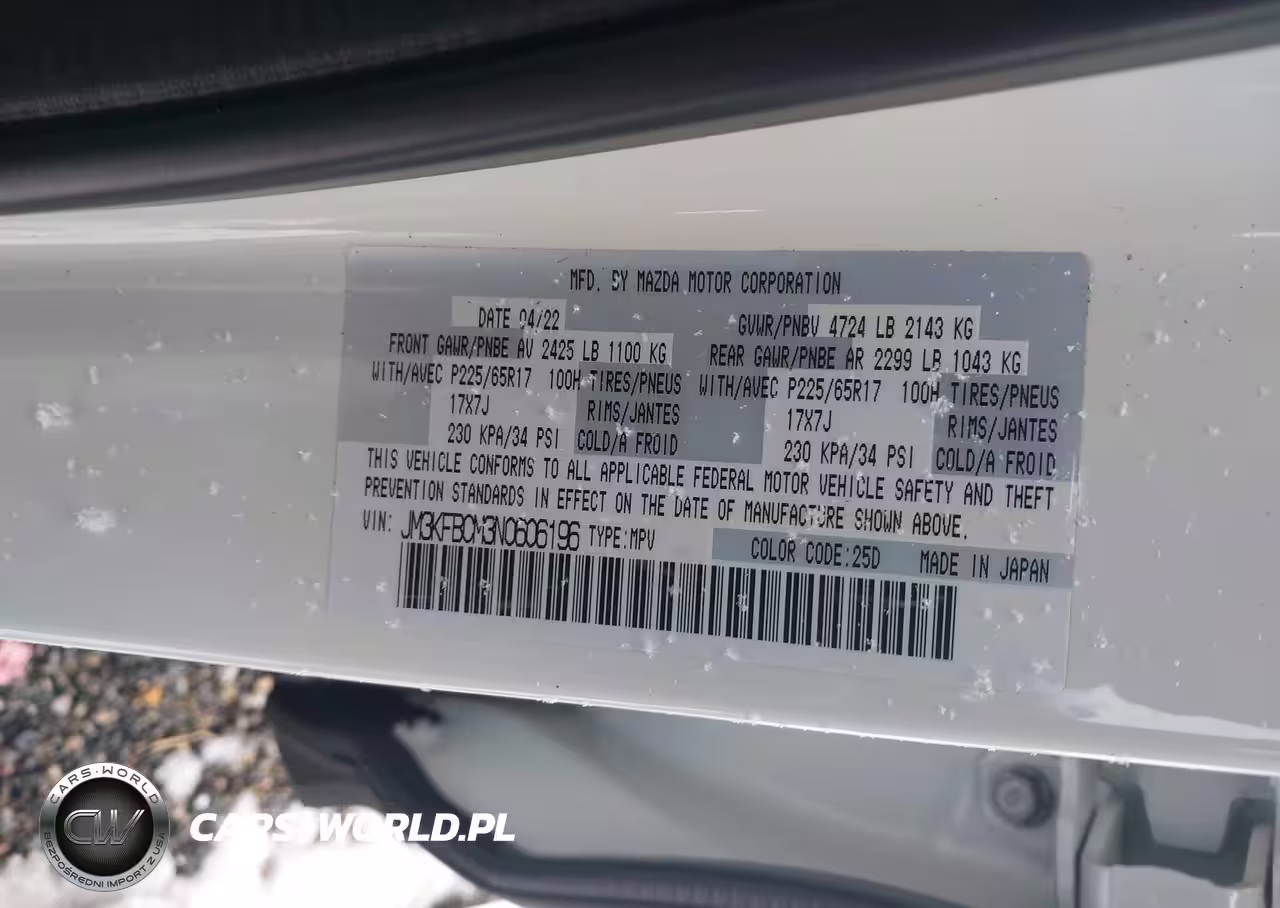 MFD. BY MAZDA MOTOR CORPORATION
DATE 04/22 GVWR/PNBV 4724 LB 2143 KG
FRONT GAWR/PNBE AV 2425 LB 1100 KG REAR GAWR/PNBE AR 2299 LB 1043 KG
WITH/AVEC P225/65R17 100H TIRES/PNEUS WITH/AVEC P225/65R17 100H TIRES/PNEUS
17X7J RIMS/JANTES 17X7J RIMS/JANTES
230 KPA/34 PSI COLD/A FROID 230 KPA/34 PSI COLD/A FROID
THIS VEHICLE CONFORMS TO ALL APPLICABLE FEDERAL MOTOR VEHICLE SAFETY AND THEFT
PREVENTION STANDARDS IN EFFECT ON THE DATE OF MANUFACTURE SHOWN ABOVE.
VIN: JM3KFBCM3N0606196 TYPE:MPV COLOR CODE:25D MADE IN JAPAN
CARS-WORLD
CW
BEZPOŚREDNI IMPORT Z USA
CARS-WORLD.PL